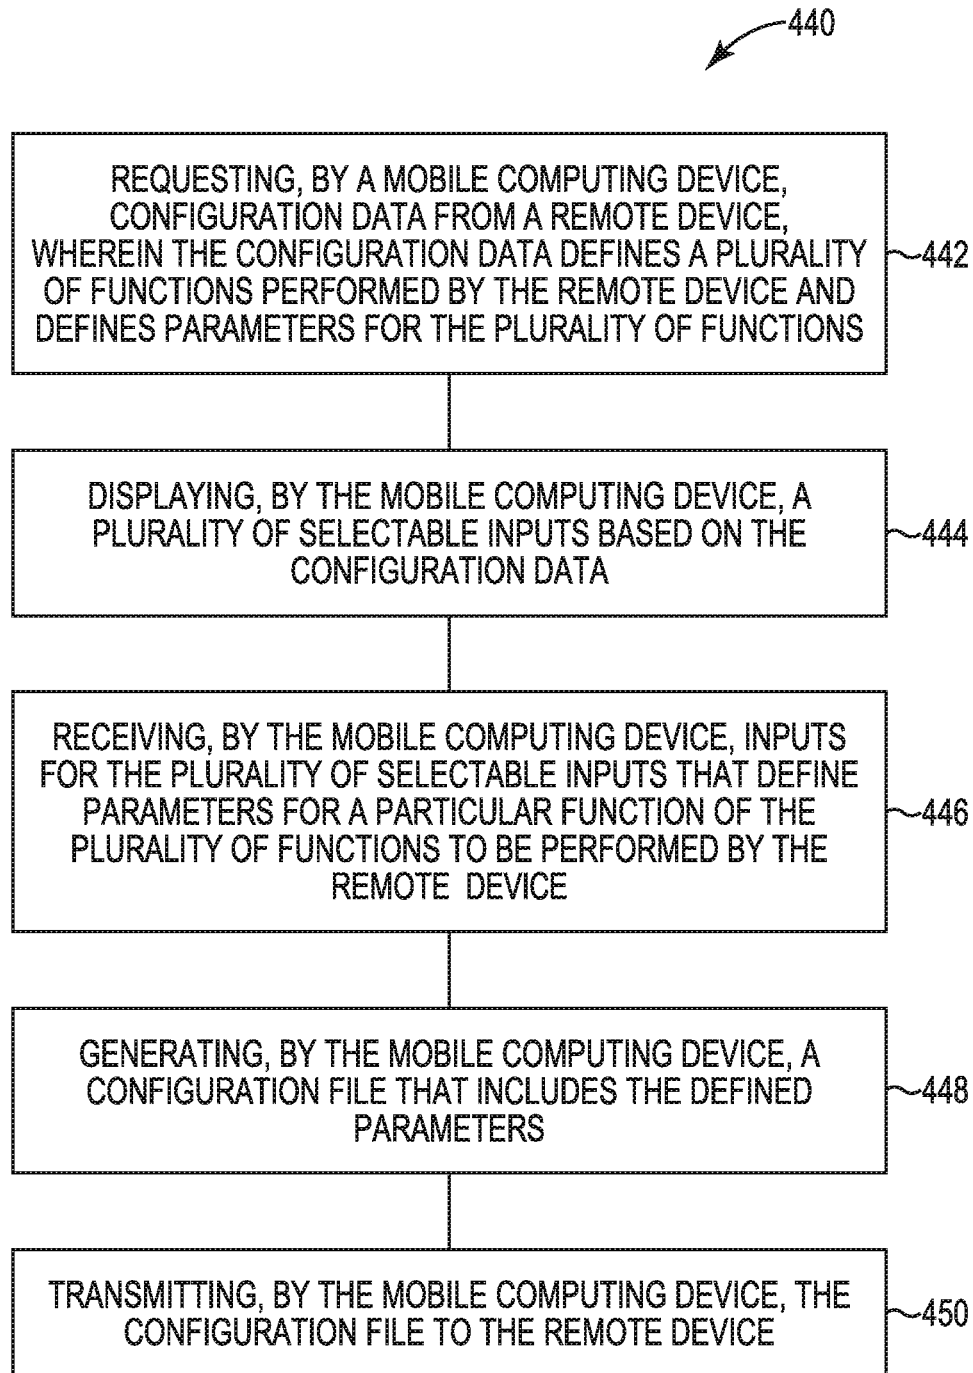 440
REQUESTING, BY A MOBILE COMPUTING DEVICE,
CONFIGURATION DATA FROM A REMOTE DEVICE,
WHEREIN THE CONFIGURATION DATA DEFINES A PLURALITY
OF FUNCTIONS PERFORMED BY THE REMOTE DEVICE AND
DEFINES PARAMETERS FOR THE PLURALITY OF FUNCTIONS
442
DISPLAYING, BY THE MOBILE COMPUTING DEVICE, A
PLURALITY OF SELECTABLE INPUTS BASED ON THE
CONFIGURATION DATA
444
RECEIVING, BY THE MOBILE COMPUTING DEVICE, INPUTS
FOR THE PLURALITY OF SELECTABLE INPUTS THAT DEFINE
PARAMETERS FOR A PARTICULAR FUNCTION OF THE
PLURALITY OF FUNCTIONS TO BE PERFORMED BY THE
REMOTE DEVICE
446
GENERATING, BY THE MOBILE COMPUTING DEVICE, A
CONFIGURATION FILE THAT INCLUDES THE DEFINED
PARAMETERS
448
TRANSMITTING, BY THE MOBILE COMPUTING DEVICE, THE
CONFIGURATION FILE TO THE REMOTE DEVICE
450